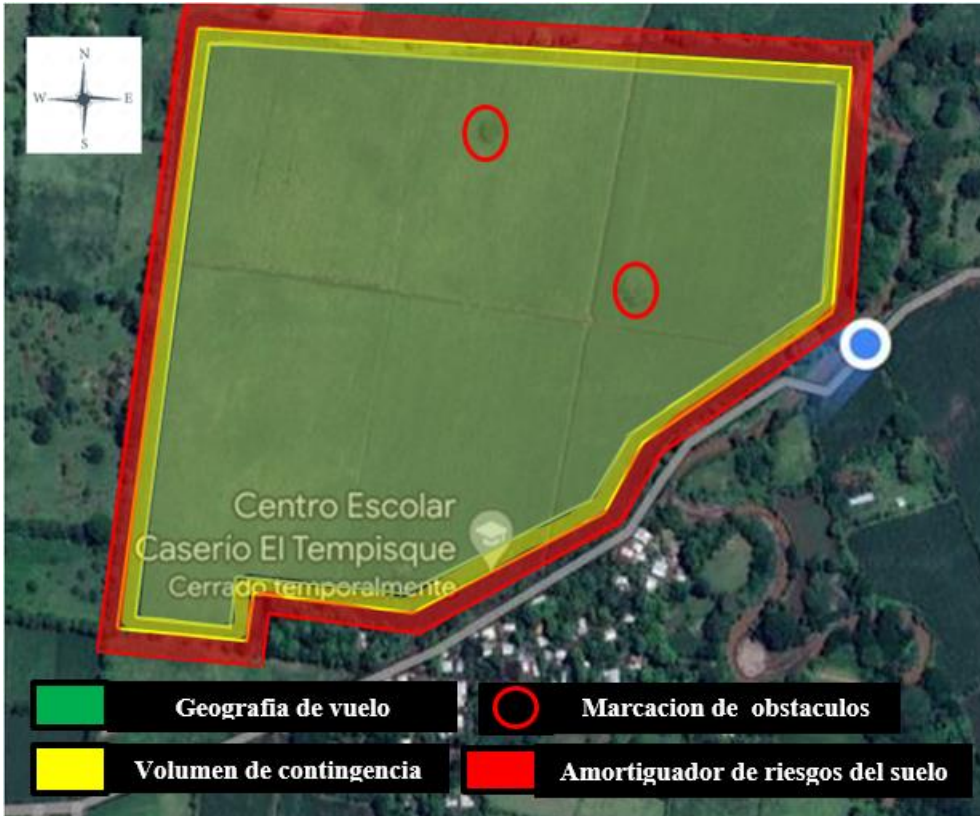 N
W E
S
Centro Escolar
Caserío El Tempisque
Cerrado temporalmente
Geografia de vuelo
Marcacion de obstaculos
Volumen de contingencia
Amortiguador de riesgos del suelo